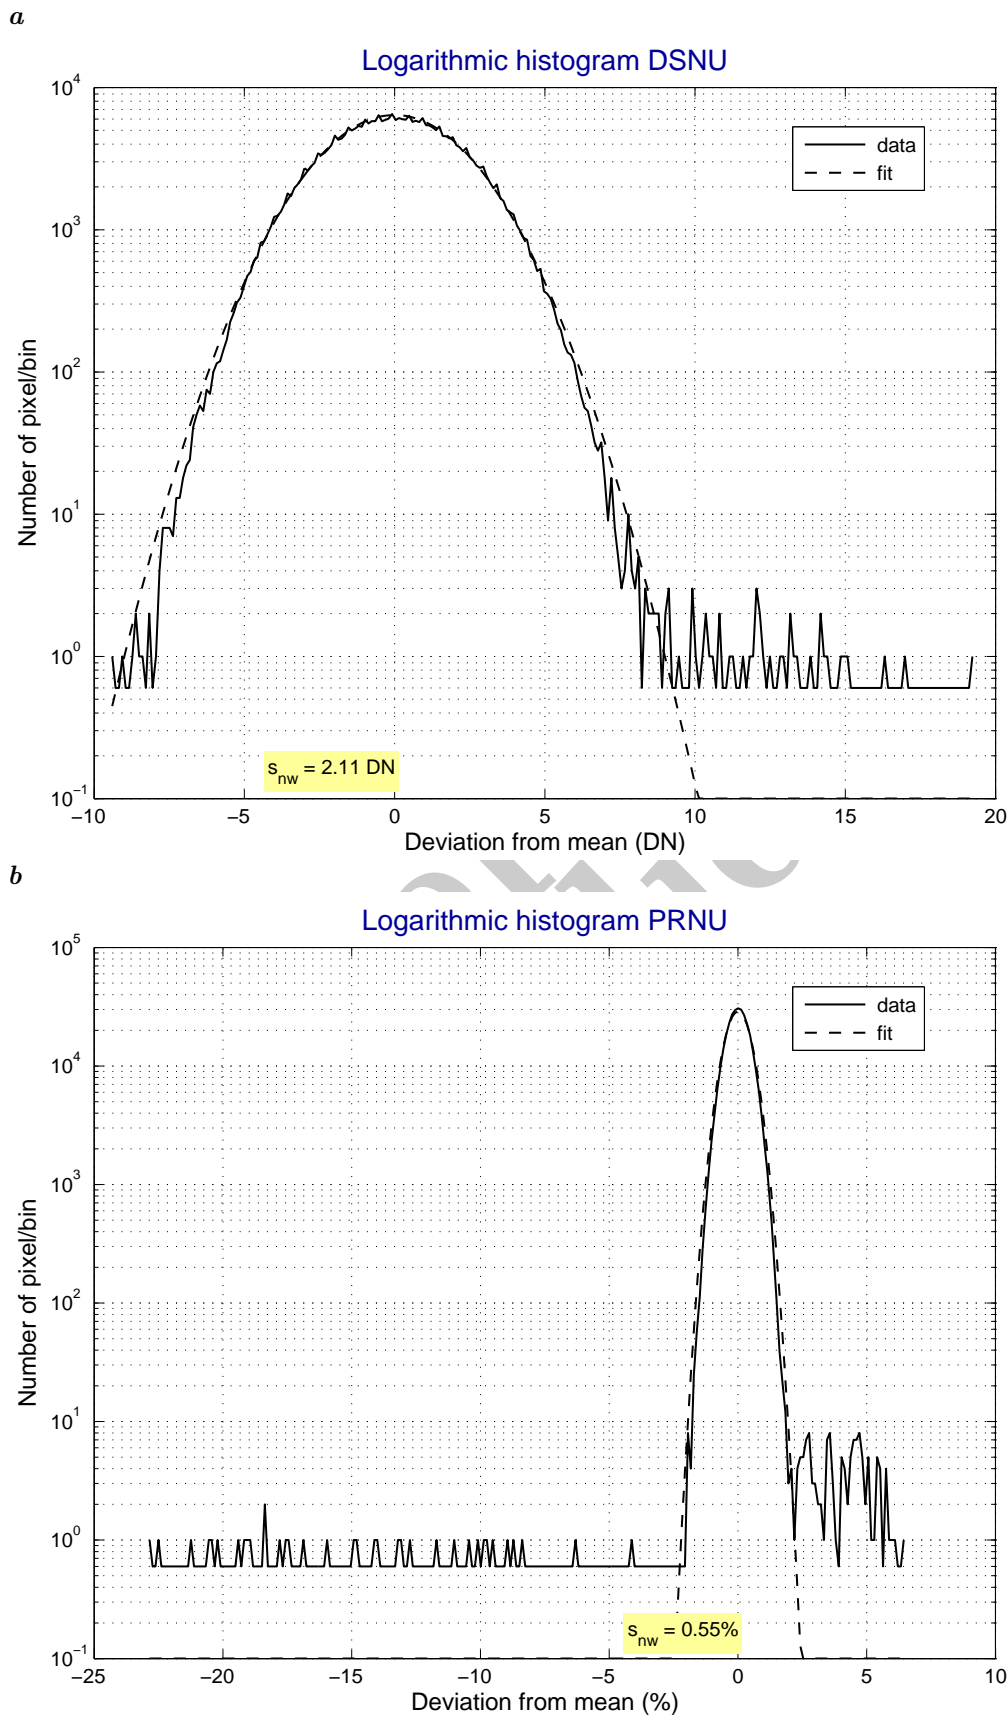 a
Logarithmic histogram DSNU
10^4
10^3
10^2
10^1
10^0
10^−1
Number of pixel/bin
data
fit
s_nw = 2.11 DN
−10 −5 0 5 10 15 20
Deviation from mean (DN)
b
Logarithmic histogram PRNU
10^5
10^4
10^3
10^2
10^1
10^0
10^−1
Number of pixel/bin
data
fit
s_nw = 0.55%
−25 −20 −15 −10 −5 0 5 10
Deviation from mean (%)